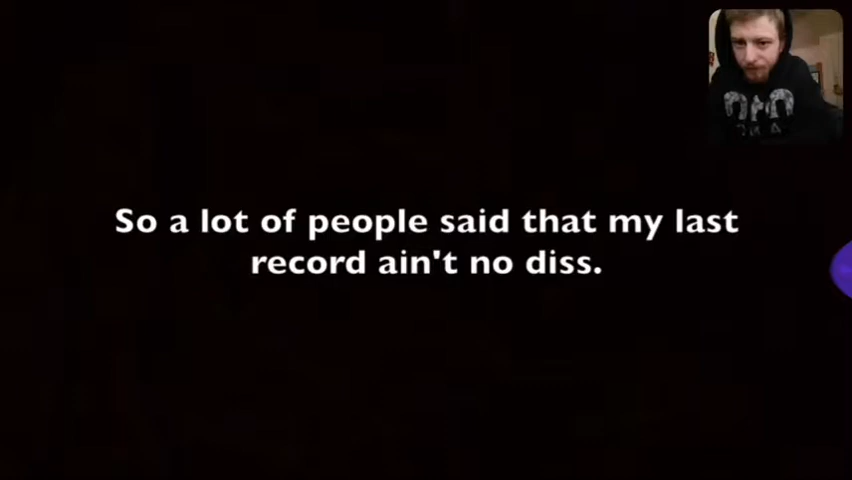 So a lot of people said that my last
record ain't no diss.